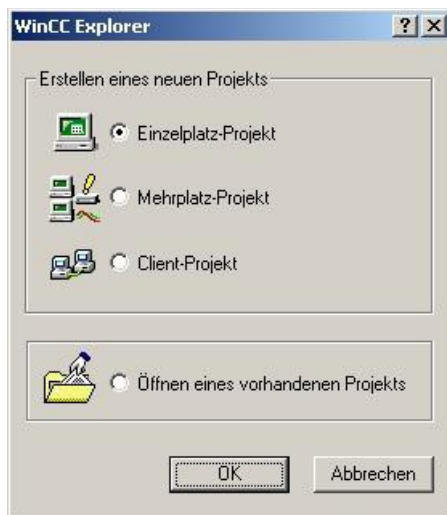 WinCC Explorer
Erstellen eines neuen Projekts
Einzelplatz-Projekt
Mehrplatz-Projekt
Client-Projekt
Öffnen eines vorhandenen Projekts
OK
Abbrechen